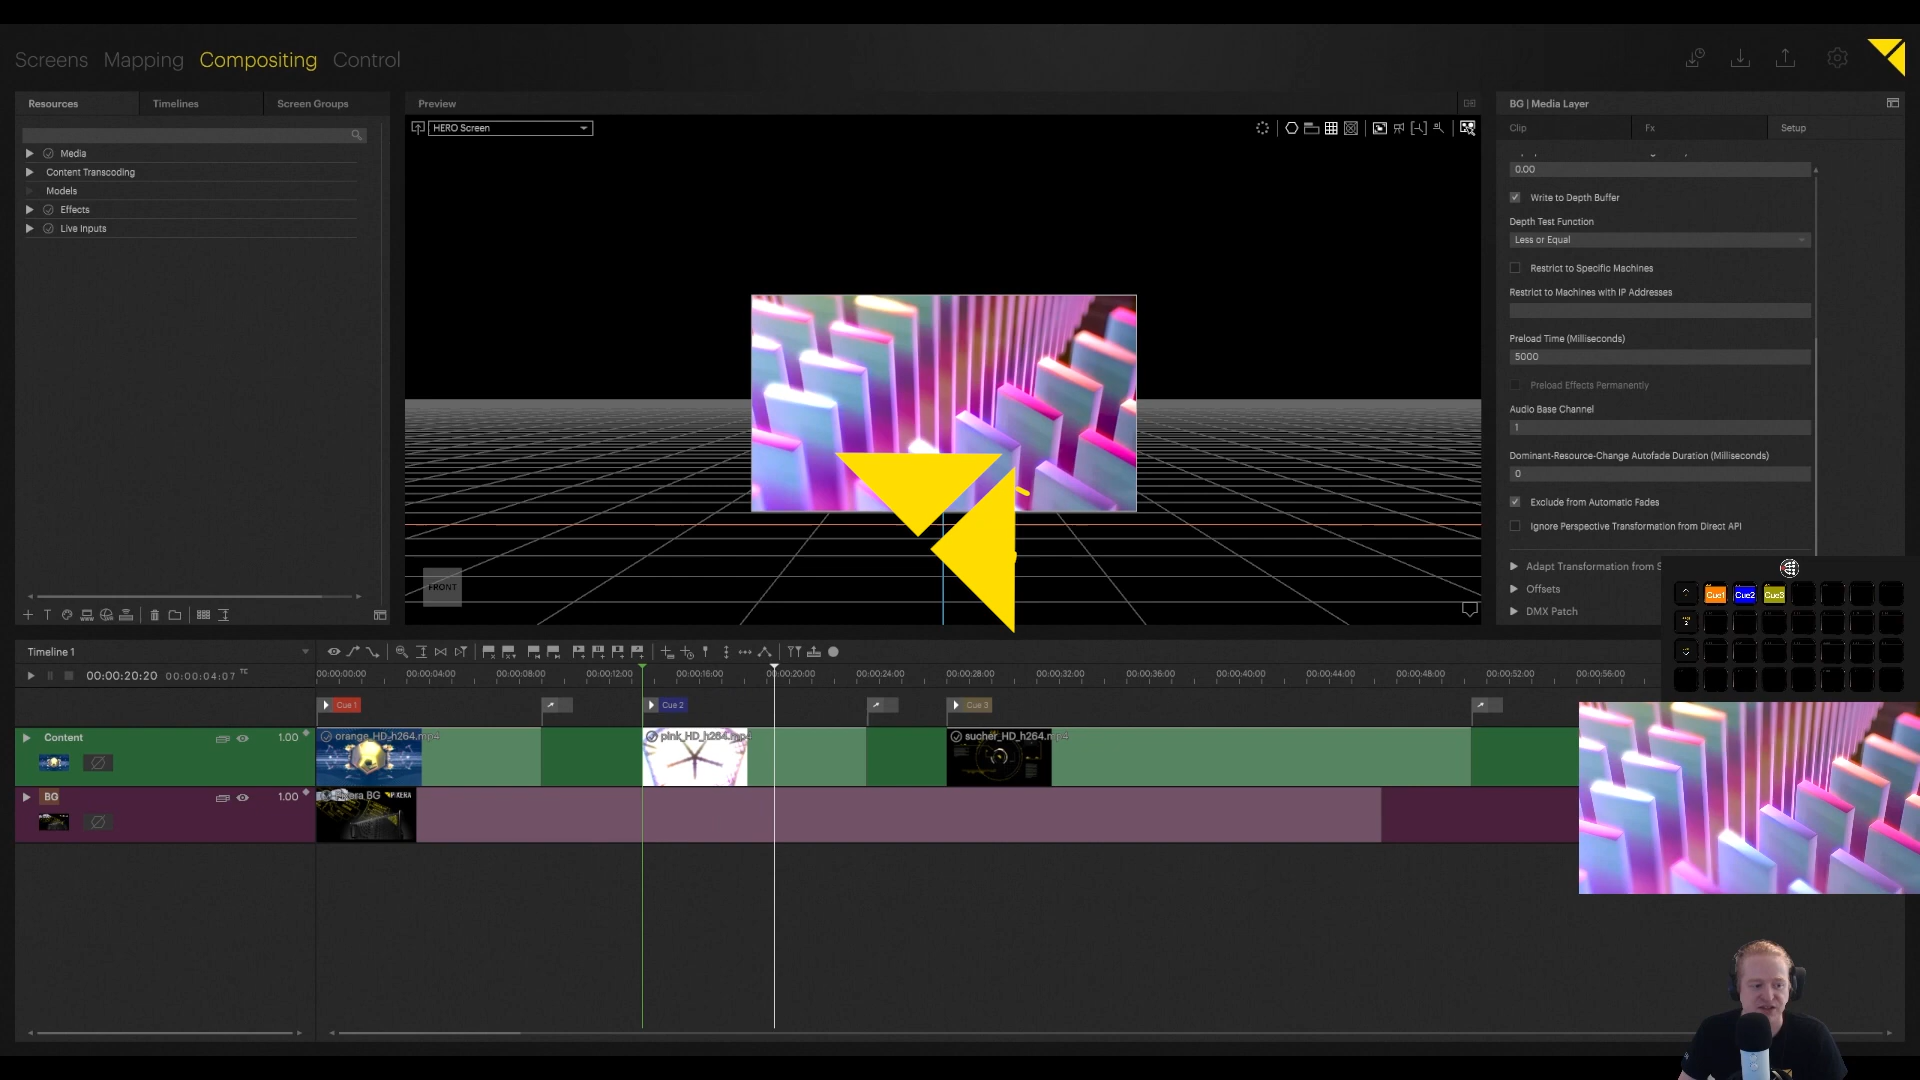 Screens Mapping Compositing Control
Resources Timelines Screen Groups
Media
Content Transcoding
Models
Effects
Live Inputs
Preview
HERO Screen
FRONT
BG | Media Layer
Clip Fx Setup
0.00
Write to Depth Buffer
Depth Test Function
Less or Equal
Restrict to Specific Machines
Restrict to Machines with IP Addresses
Preload Time (Milliseconds)
5000
Preload Effects Permanently
Audio Base Channel
1
Dominant-Resource-Change Autofade Duration (Milliseconds)
0
Exclude from Automatic Fades
Ignore Perspective Transformation from Direct API
Adapt Transformation from S
Offsets
DMX Patch
Cue1 Cue2 Cue3
Timeline 1
00:00:20:20 00:00:04:07 TC
00:00:00:00 00:00:04:00 00:00:08:00 00:00:12:00 00:00:16:00 00:00:20:00 00:00:24:00 00:00:28:00 00:00:32:00 00:00:36:00 00:00:40:00 00:00:44:00 00:00:48:00 00:00:52:00 00:00:56:00
Cue 1 Cue 2 Cue 3
Content 1.00
orange_HD_h264.mp4 pink_HD_h264.mp4 sucher_HD_h264.mp4
BG 1.00
BG PIXERA